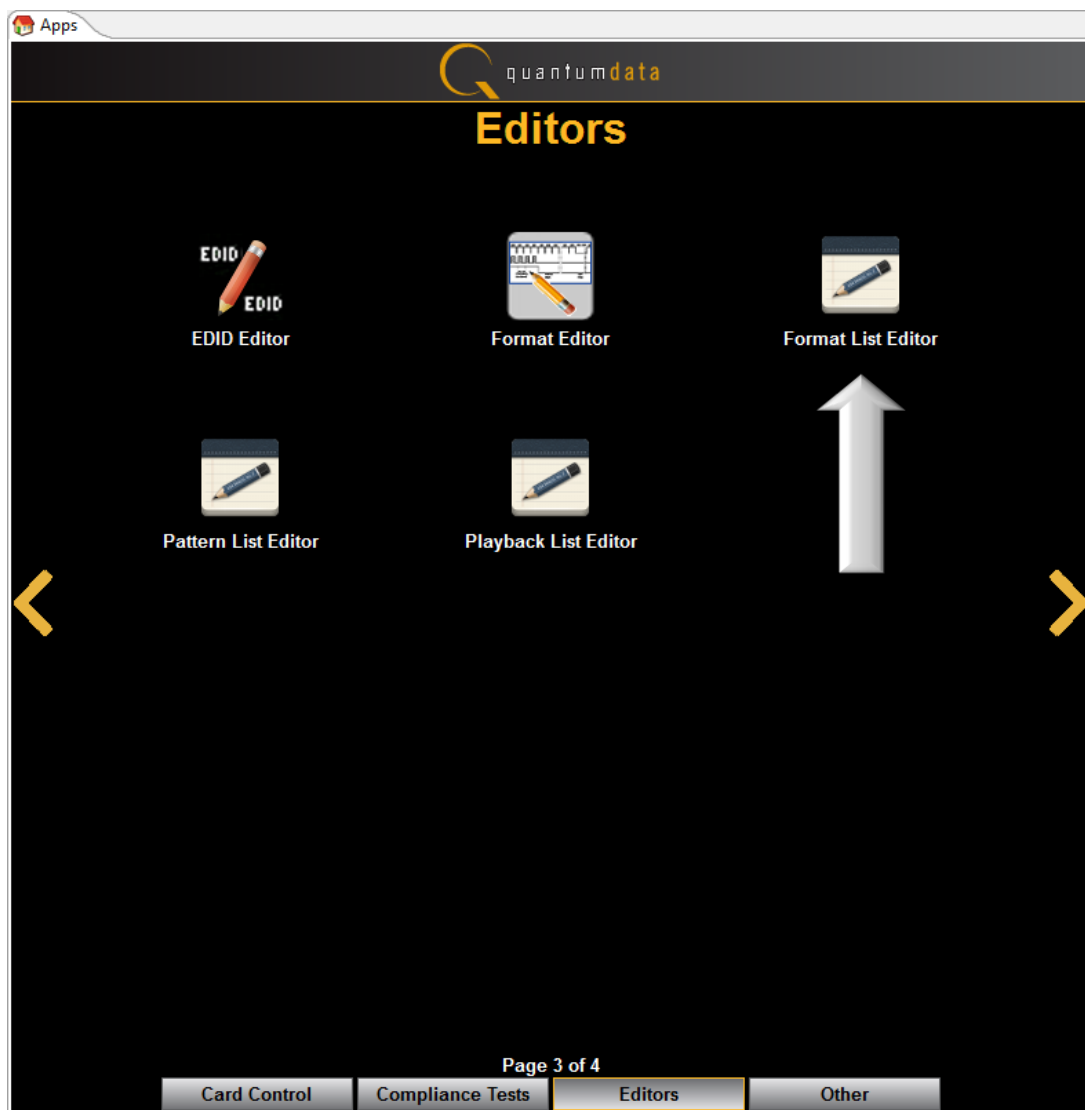 Apps
quantumdata
Editors
EDID
EDID
EDID Editor
Format Editor
Format List Editor
Pattern List Editor
Playback List Editor
Page 3 of 4
Card Control
Compliance Tests
Editors
Other